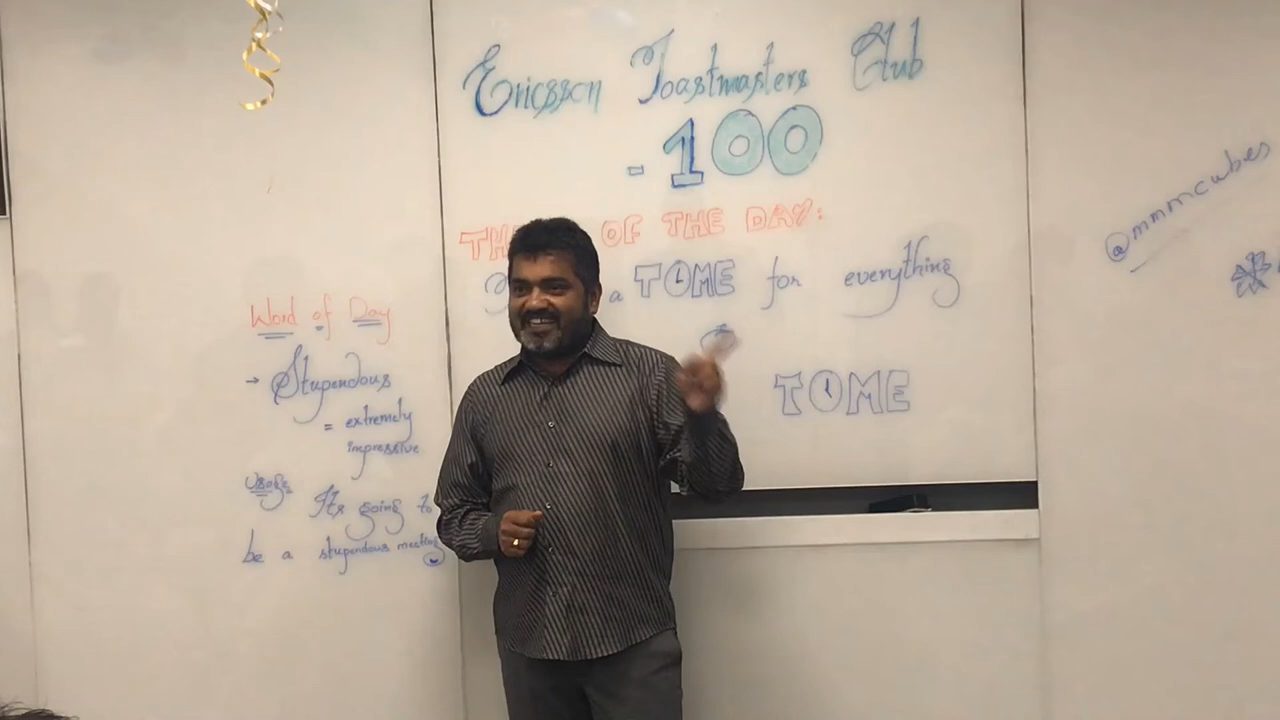 Ericsson Toastmasters Club
- 100
OF THE DAY:
a TOME for everything
TOME
Word of Day
→ Stupendous
= extremely
impressive
Usage Its going to
be a stupendous meeting
@mmmcubes